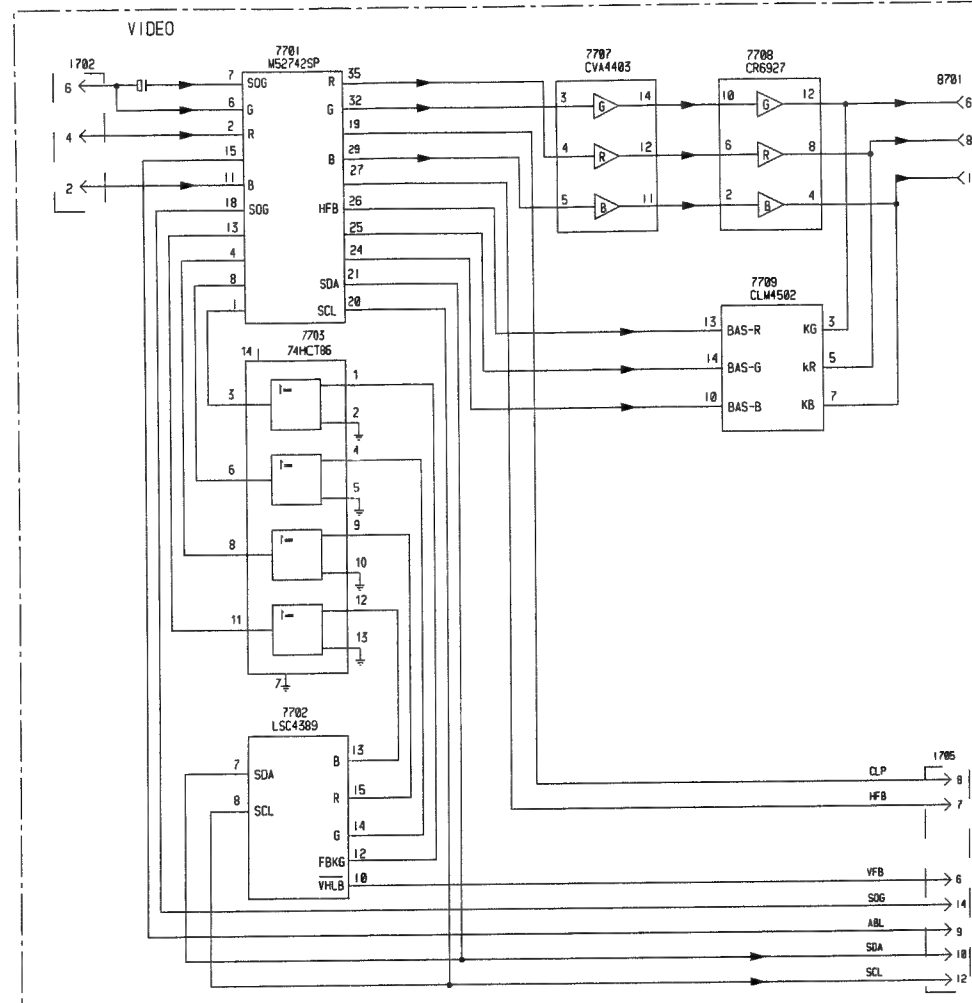 VIDEO
1702
6
4
2
7701
M52742SP
7 SOG R 35
6 G G 32
2 R 19
15 B 29
11 B 27
18 SOG HFB 26
13 25
4 24
8 SDA 21
1 SCL 20
7707
CVA4403
3 G 14
4 R 12
5 B 11
7708
CR6927
10 G 12
6 R 8
2 B 4
8701
6
8
1
7709
CLM4502
13 BAS-R KG 3
14 BAS-G kR 5
10 BAS-B KB 7
7703
74HCT86
14
3 1
2
6 4
5
8 9
10
11 12
13
7
7702
LSC4389
7 SDA B 13
8 SCL R 15
G 14
FBKG 12
VHLB 10
1705
CLP 8
HFB 7
VFB 6
SOG 14
ABL 9
SDA 10
SCL 12